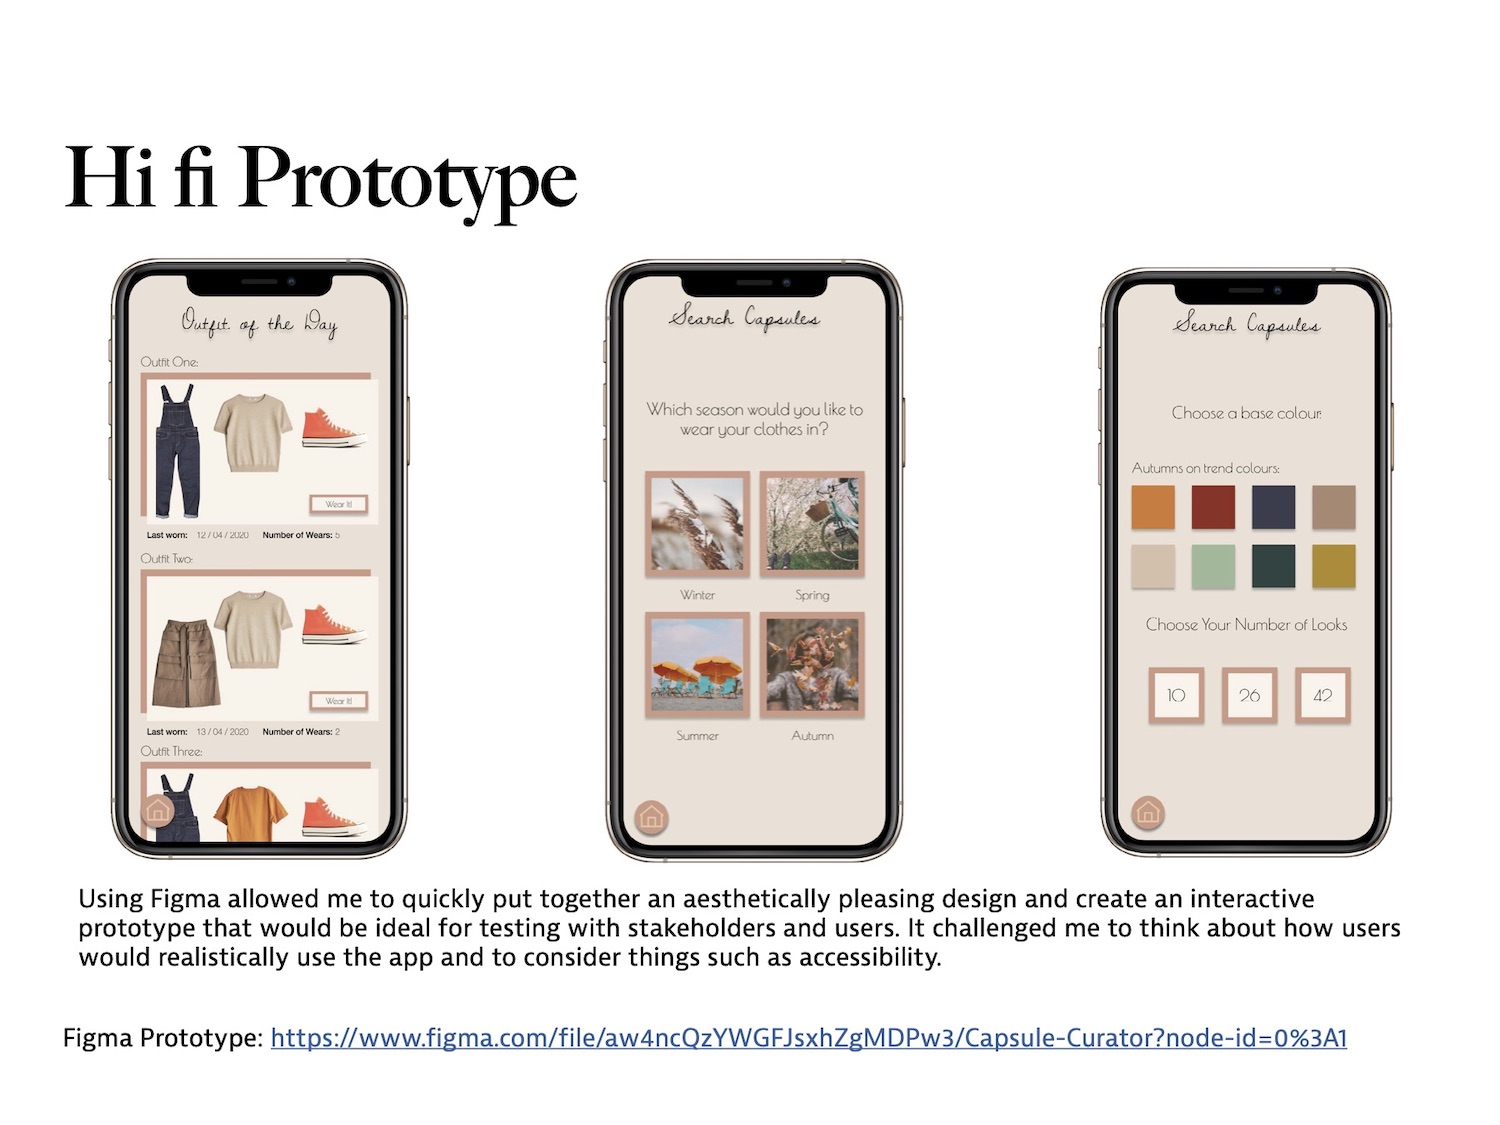 Hi fi Prototype
Outfit of the Day
Outfit One:
Wear It!
Last worn: 12 / 04 / 2020 Number of Wears: 5
Outfit Two:
Wear It!
Last worn: 13 / 04 / 2020 Number of Wears: 2
Outfit Three:
Search Capsules
Which season would you like to
wear your clothes in?
Winter
Spring
Summer
Autumn
Search Capsules
Choose a base colour:
Autumns on trend colours:
Choose Your Number of Looks
10
26
42
Using Figma allowed me to quickly put together an aesthetically pleasing design and create an interactive
prototype that would be ideal for testing with stakeholders and users. It challenged me to think about how users
would realistically use the app and to consider things such as accessibility.
Figma Prototype: https://www.figma.com/file/aw4ncQzYWGFJsxhZgMDPw3/Capsule-Curator?node-id=0%3A1